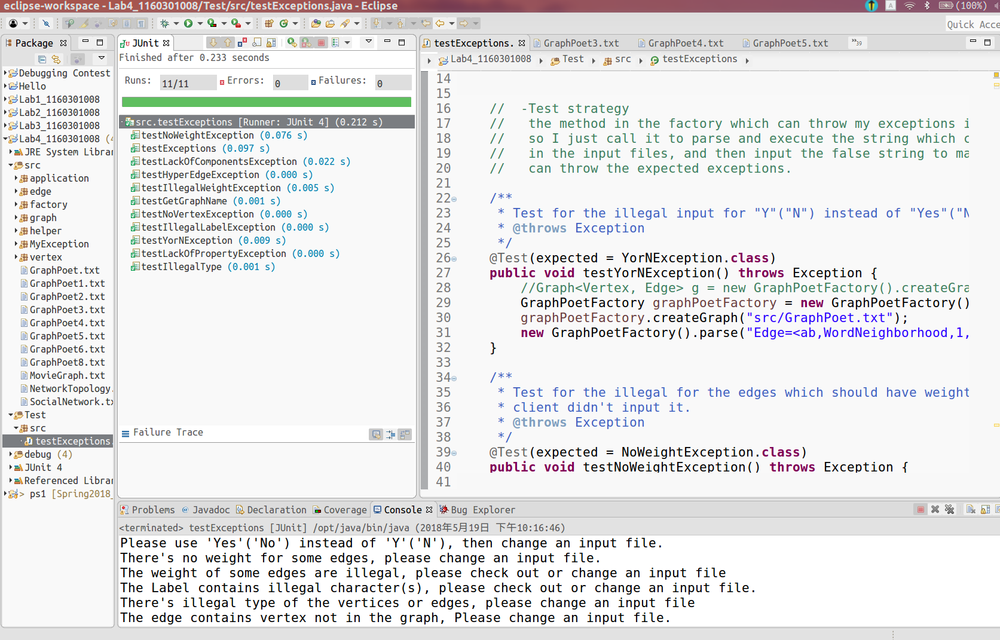 eclipse-workspace - Lab4_1160301008/Test/src/testExceptions.java - Eclipse
(100%)
Quick Acce
Package
Debugging Contest
Hello
Lab1_1160301008
Lab2_1160301008
Lab3_1160301008
Lab4_1160301008
JRE System Librar
src
application
edge
factory
graph
helper
MyException
vertex
GraphPoet.txt
GraphPoet1.txt
GraphPoet2.txt
GraphPoet3.txt
GraphPoet4.txt
GraphPoet5.txt
GraphPoet6.txt
GraphPoet8.txt
MovieGraph.txt
NetworkTopology.
SocialNetwork.tx
Test
src
testExceptions.
debug (4)
JUnit 4
Referenced Librar
> ps1 [Spring2018_
JUnit
Finished after 0.233 seconds
Runs: 11/11 Errors: 0 Failures: 0
src.testExceptions [Runner: JUnit 4] (0.212 s)
testNoWeightException (0.076 s)
testExceptions (0.097 s)
testLackOfComponentsException (0.022 s)
testHyperEdgeException (0.000 s)
testIllegalWeightException (0.005 s)
testGetGraphName (0.001 s)
testNoVertexException (0.000 s)
testIllegalLabelException (0.000 s)
testYorNException (0.009 s)
testLackOfPropertyException (0.000 s)
testIllegalType (0.001 s)
Failure Trace
testExceptions. GraphPoet3.txt GraphPoet4.txt GraphPoet5.txt »39
Lab4_1160301008 Test src testExceptions
14
15
16 // -Test strategy
17 // the method in the factory which can throw my exceptions i
18 // so I just call it to parse and execute the string which c
19 // in the input files, and then input the false string to ma
20 // can throw the expected exceptions.
21
22 /**
23 * Test for the illegal input for "Y"("N") instead of "Yes"("N
24 * @throws Exception
25 */
26 @Test(expected = YorNException.class)
27 public void testYorNException() throws Exception {
28 //Graph<Vertex, Edge> g = new GraphPoetFactory().createGra
29 GraphPoetFactory graphPoetFactory = new GraphPoetFactory()
30 graphPoetFactory.createGraph("src/GraphPoet.txt");
31 new GraphPoetFactory().parse("Edge=<ab,WordNeighborhood,1,
32 }
33
34 /**
35 * Test for the illegal for the edges which should have weight
36 * client didn't input it.
37 * @throws Exception
38 */
39 @Test(expected = NoWeightException.class)
40 public void testNoWeightException() throws Exception {
41
Problems Javadoc Declaration Coverage Console Bug Explorer
<terminated> testExceptions [JUnit] /opt/java/bin/java (2018年5月19日 下午10:16:46)
Please use 'Yes'('No') instead of 'Y'('N'), then change an input file.
There's no weight for some edges, please change an input file.
The weight of some edges are illegal, please check out or change an input file
The Label contains illegal character(s), please check out or change an input file.
There's illegal type of the vertices or edges, please change an input file
The edge contains vertex not in the graph, Please change an input file.